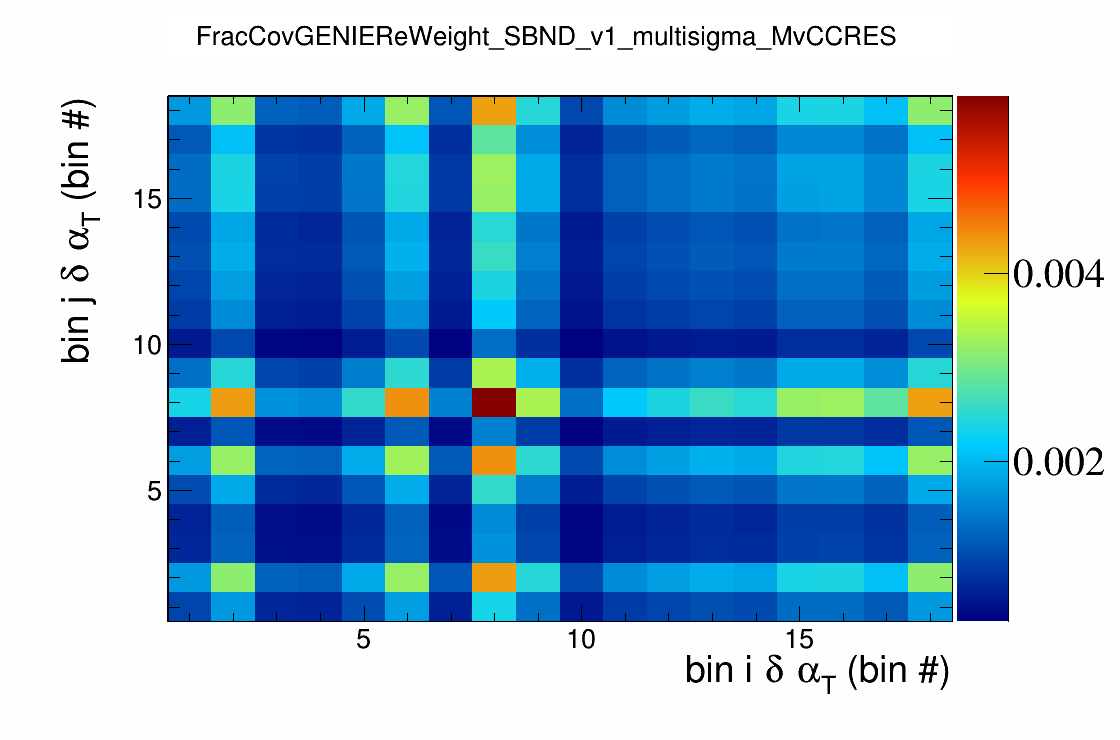 FracCovGENIEReWeight_SBND_v1_multisigma_MvCCRES
bin j δ α_T (bin #)
15
10
5
5 10 15
bin i δ α_T (bin #)
0.004
0.002